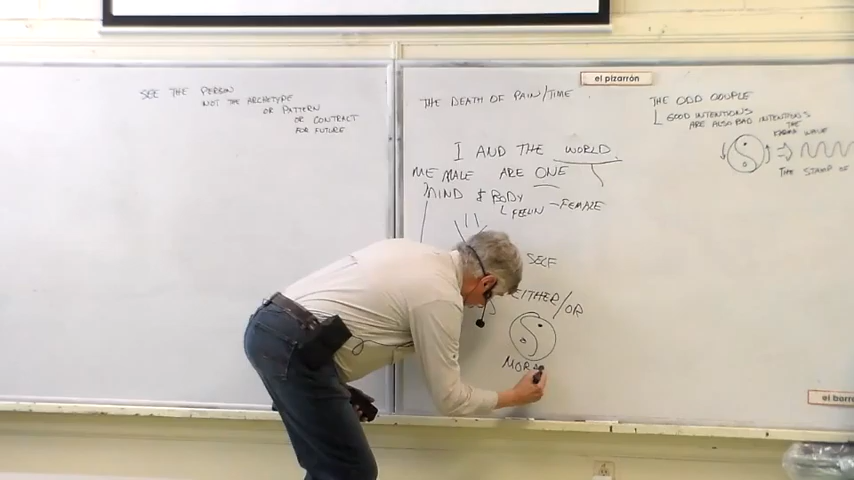 SEE THE PERSON
NOT THE ARCHETYPE
OR PATTERN
OR CONTRACT
FOR FUTURE
THE DEATH OF PAIN/TIME
el pizarrón
I AND THE WORLD
ME MALE ARE ONE
MIND & BODY
FEELIN - FEMALE
SELF
EITHER/OR
MORE
THE ODD COUPLE
GOOD INTENTIONS
ARE ALSO BAD INTENTIONS
THE
KARMA WAVE
THE STAMP OF
el borr